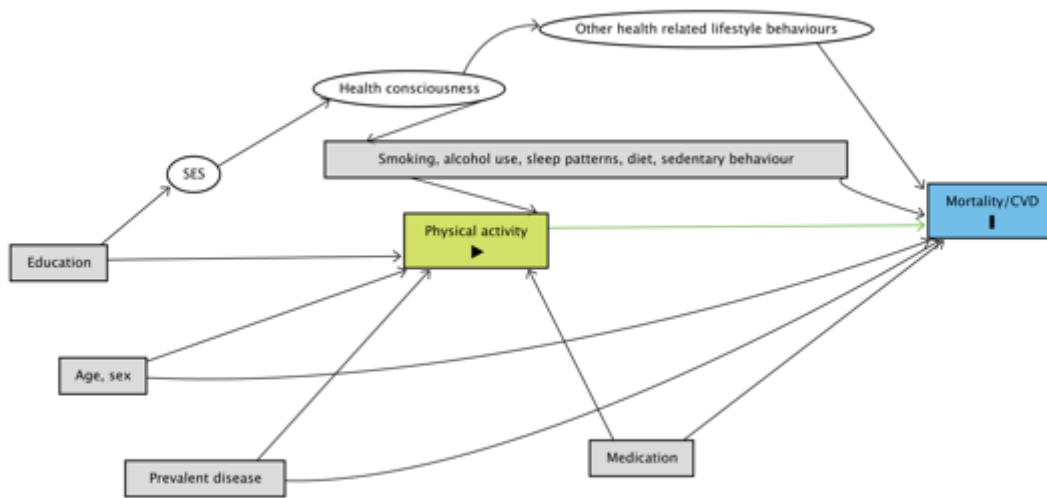 Other health related lifestyle behaviours
Health consciousness
Smoking, alcohol use, sleep patterns, diet, sedentary behaviour
SES
Mortality/CVD
Physical activity
Education
Age, sex
Medication
Prevalent disease